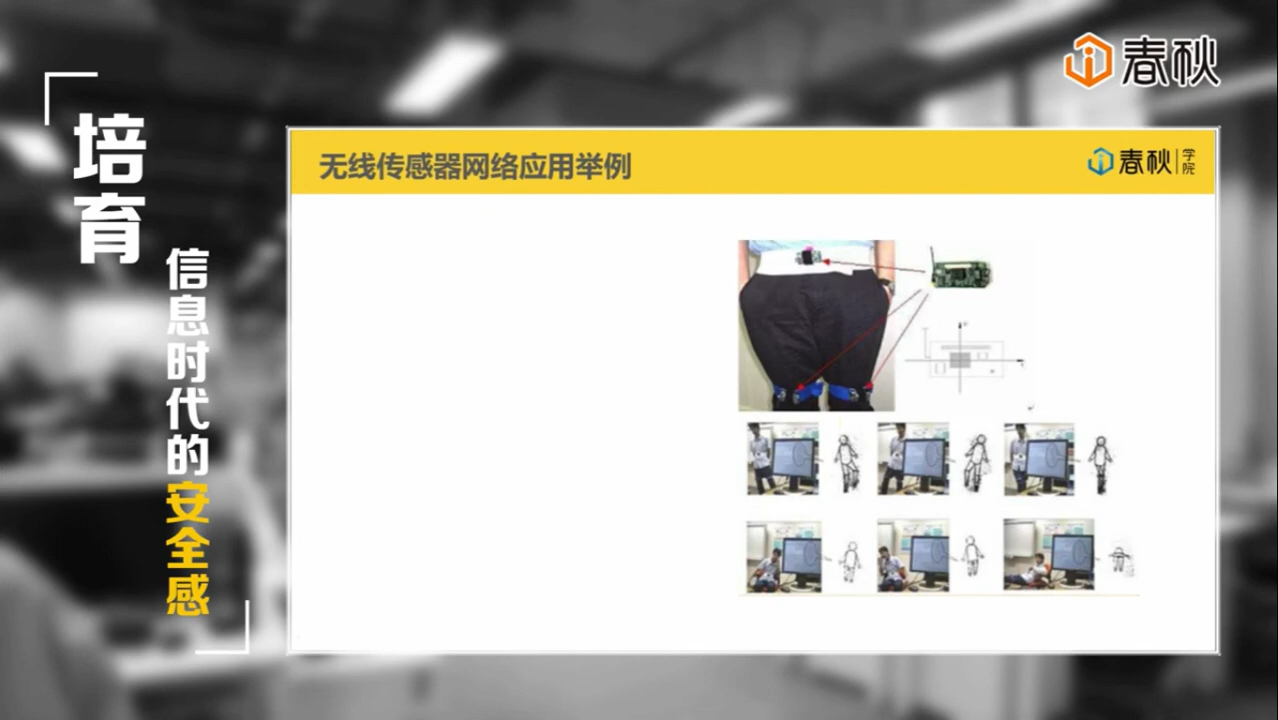 春秋
培育
信息时代的安全感
无线传感器网络应用举例
春秋学院